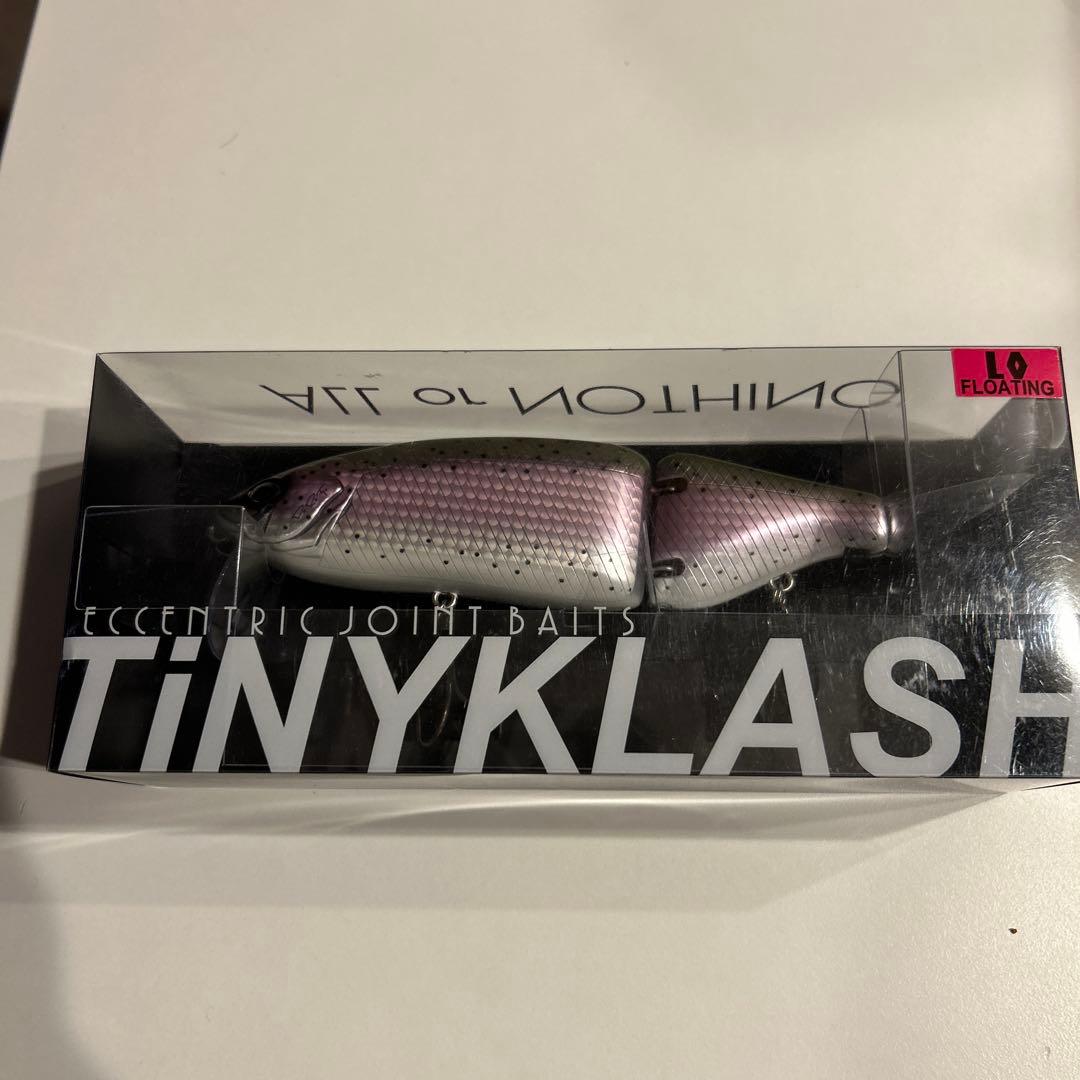 ALL or NOTHING
LO
FLOATING
ECCENTRIC JOINT BAITS
TiNYKLASH